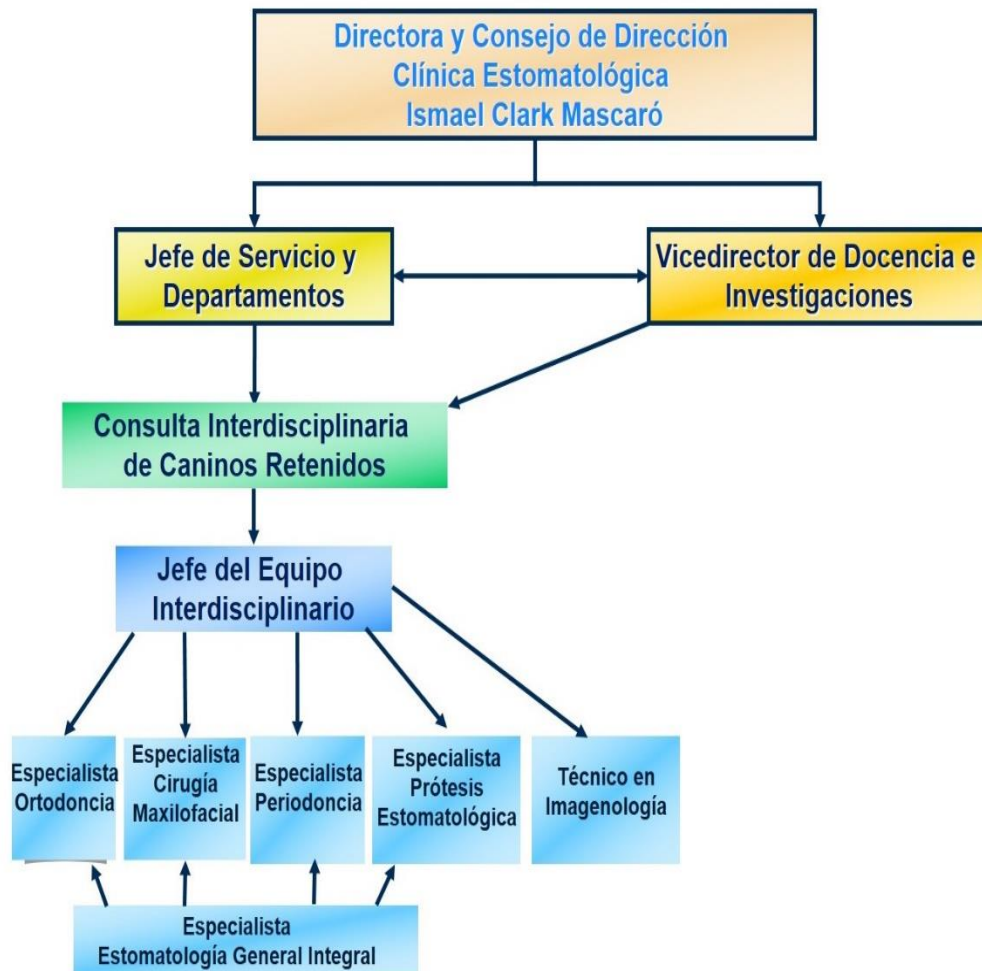 Directora y Consejo de Dirección
Clínica Estomatológica
Ismael Clark Mascaró
Jefe de Servicio y
Departamentos
Vicedirector de Docencia e
Investigaciones
Consulta Interdisciplinaria
de Caninos Retenidos
Jefe del Equipo
Interdisciplinario
Especialista
Ortodoncia
Especialista
Cirugía
Maxilofacial
Especialista
Periodoncia
Especialista
Prótesis
Estomatológica
Técnico en
Imagenología
Especialista
Estomatología General Integral